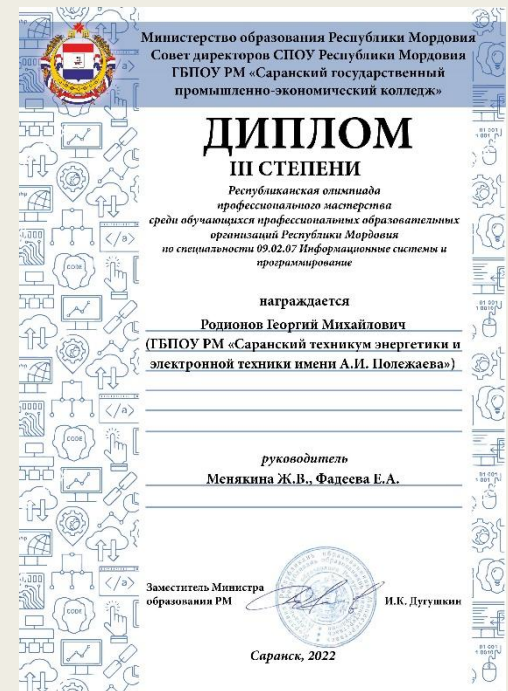 Министерство образования Республики Мордовия
Совет директоров СПОУ Республики Мордовия
ГБПОУ РМ «Саранский государственный
промышленно-экономический колледж»
ДИПЛОМ
III СТЕПЕНИ
Республиканская олимпиада
профессионального мастерства
среди обучающихся профессиональных образовательных
организаций Республики Мордовия
по специальности 09.02.07 Информационные системы и
программирование
награждается
Родионов Георгий Михайлович
(ГБПОУ РМ «Саранский техникум энергетики и
электронной техники имени А.И. Полежаева»)
руководитель
Менякина Ж.В., Фадеева Е.А.
Заместитель Министра
образования РМ
И.К. Дугушкин
Саранск, 2022